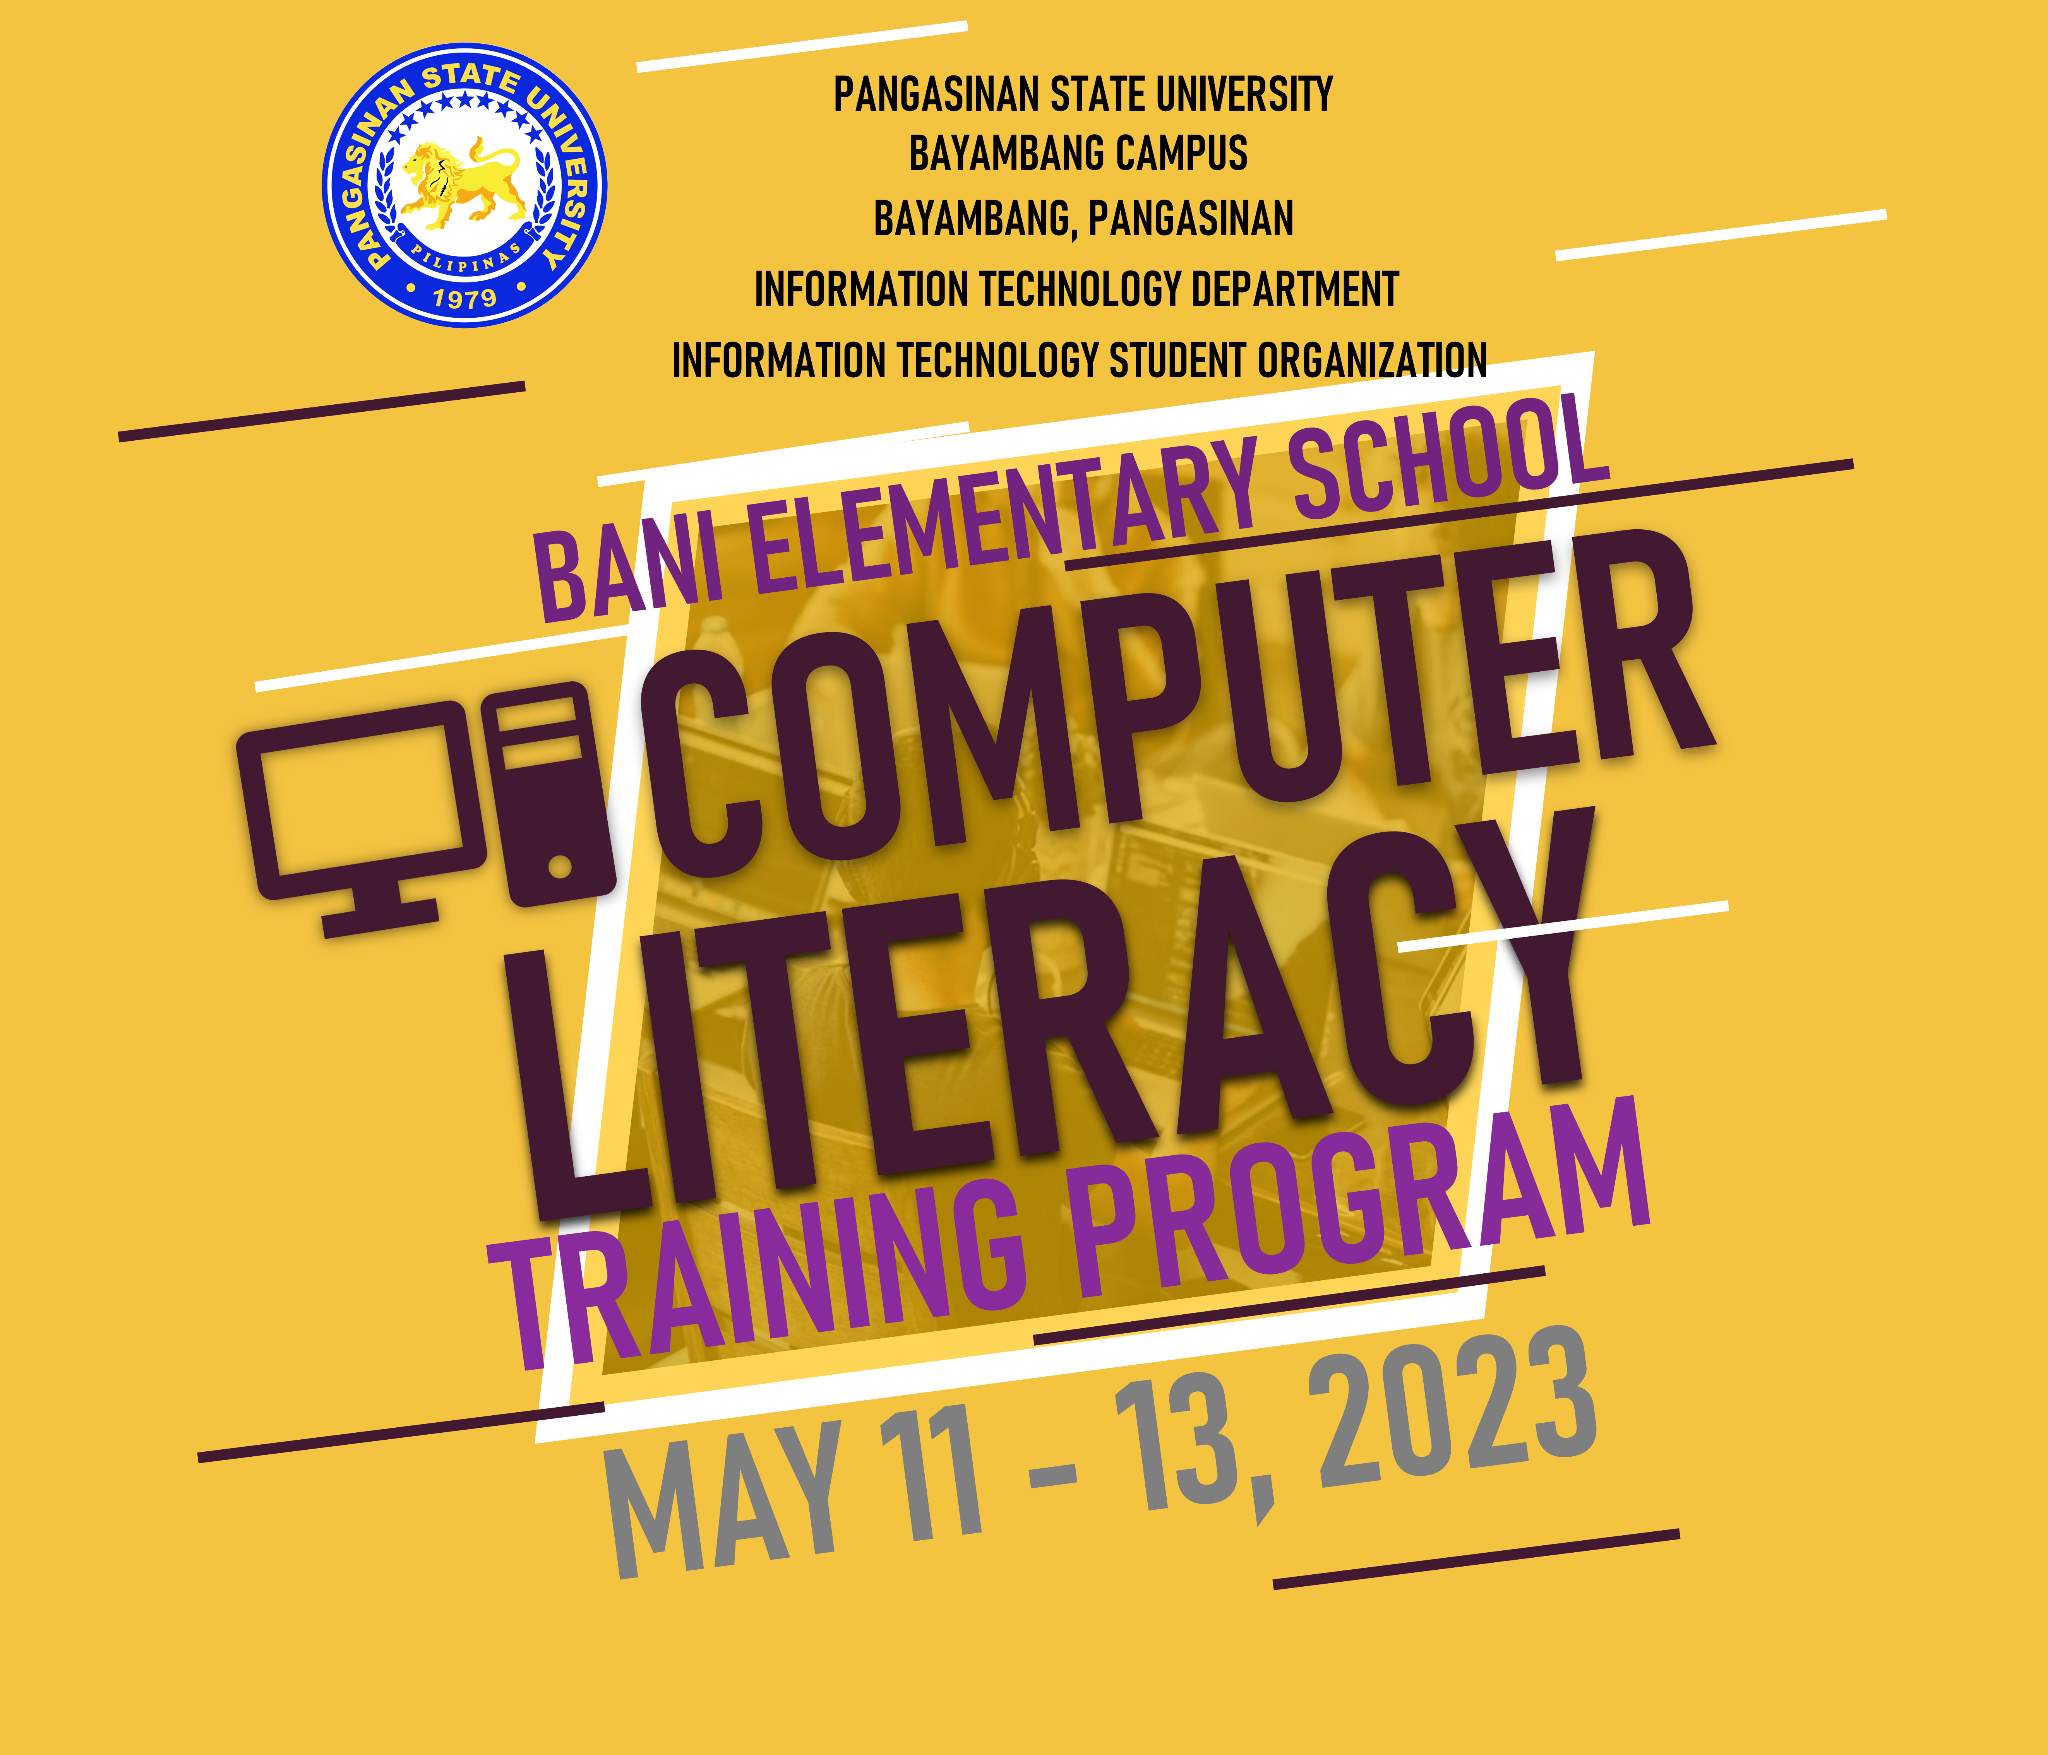 PANGASINAN STATE UNIVERSITY
PILIPINAS
1979
PANGASINAN STATE UNIVERSITY
BAYAMBANG CAMPUS
BAYAMBANG, PANGASINAN
INFORMATION TECHNOLOGY DEPARTMENT
INFORMATION TECHNOLOGY STUDENT ORGANIZATION
BANI ELEMENTARY SCHOOL
COMPUTER
LITERACY
TRAINING PROGRAM
MAY 11 - 13, 2023